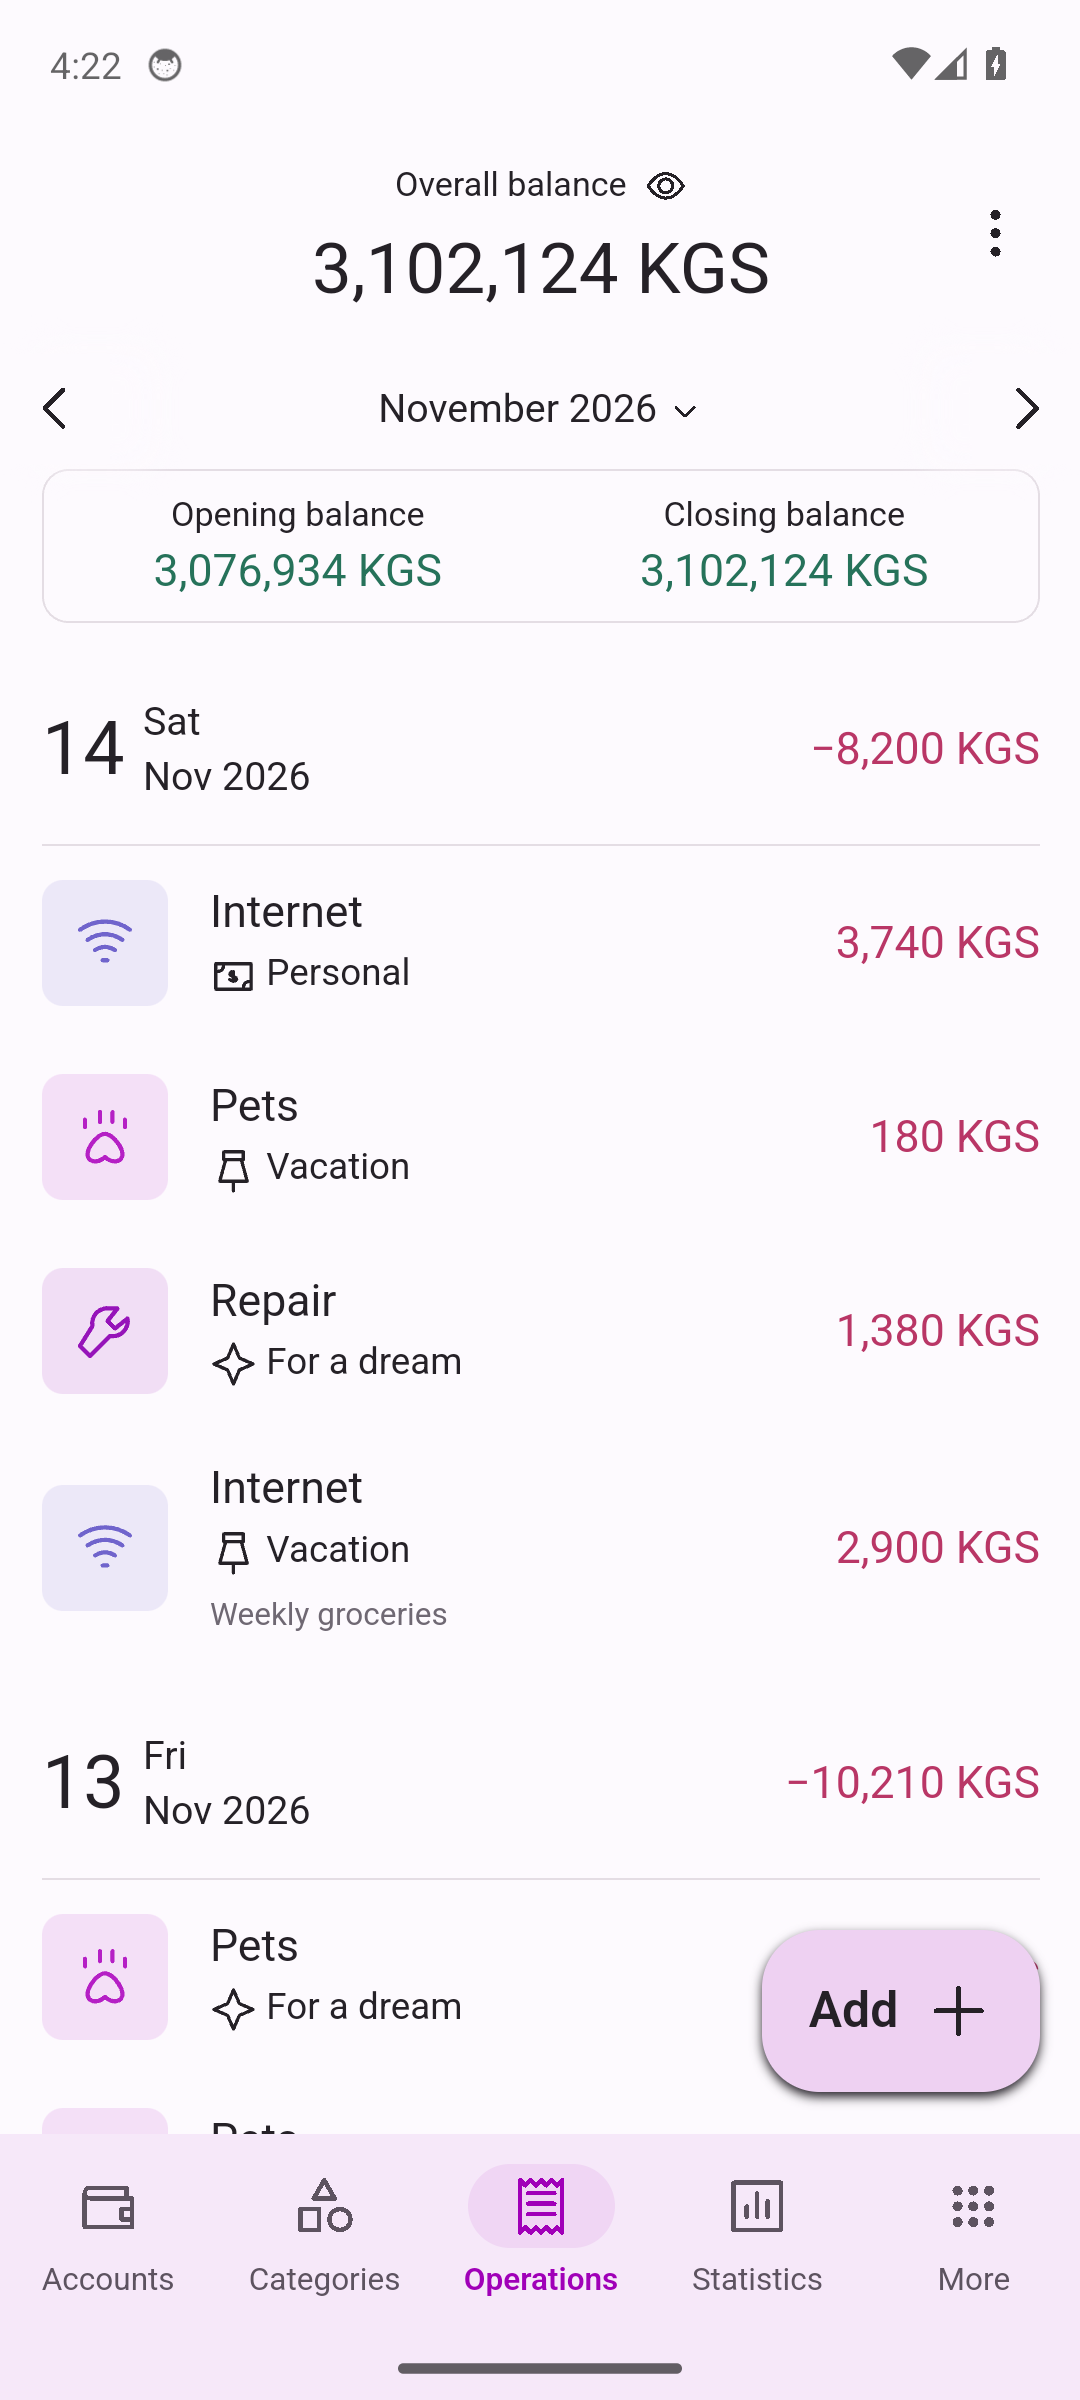 4:22
Overall balance
3,102,124 KGS
November 2026
Opening balance
Closing balance
3,076,934 KGS
3,102,124 KGS
14
Sat
Nov 2026
−8,200 KGS
Internet
Personal
3,740 KGS
Pets
Vacation
180 KGS
Repair
For a dream
1,380 KGS
Internet
Vacation
Weekly groceries
2,900 KGS
13
Fri
Nov 2026
−10,210 KGS
Pets
For a dream
Add
Accounts
Categories
Operations
Statistics
More